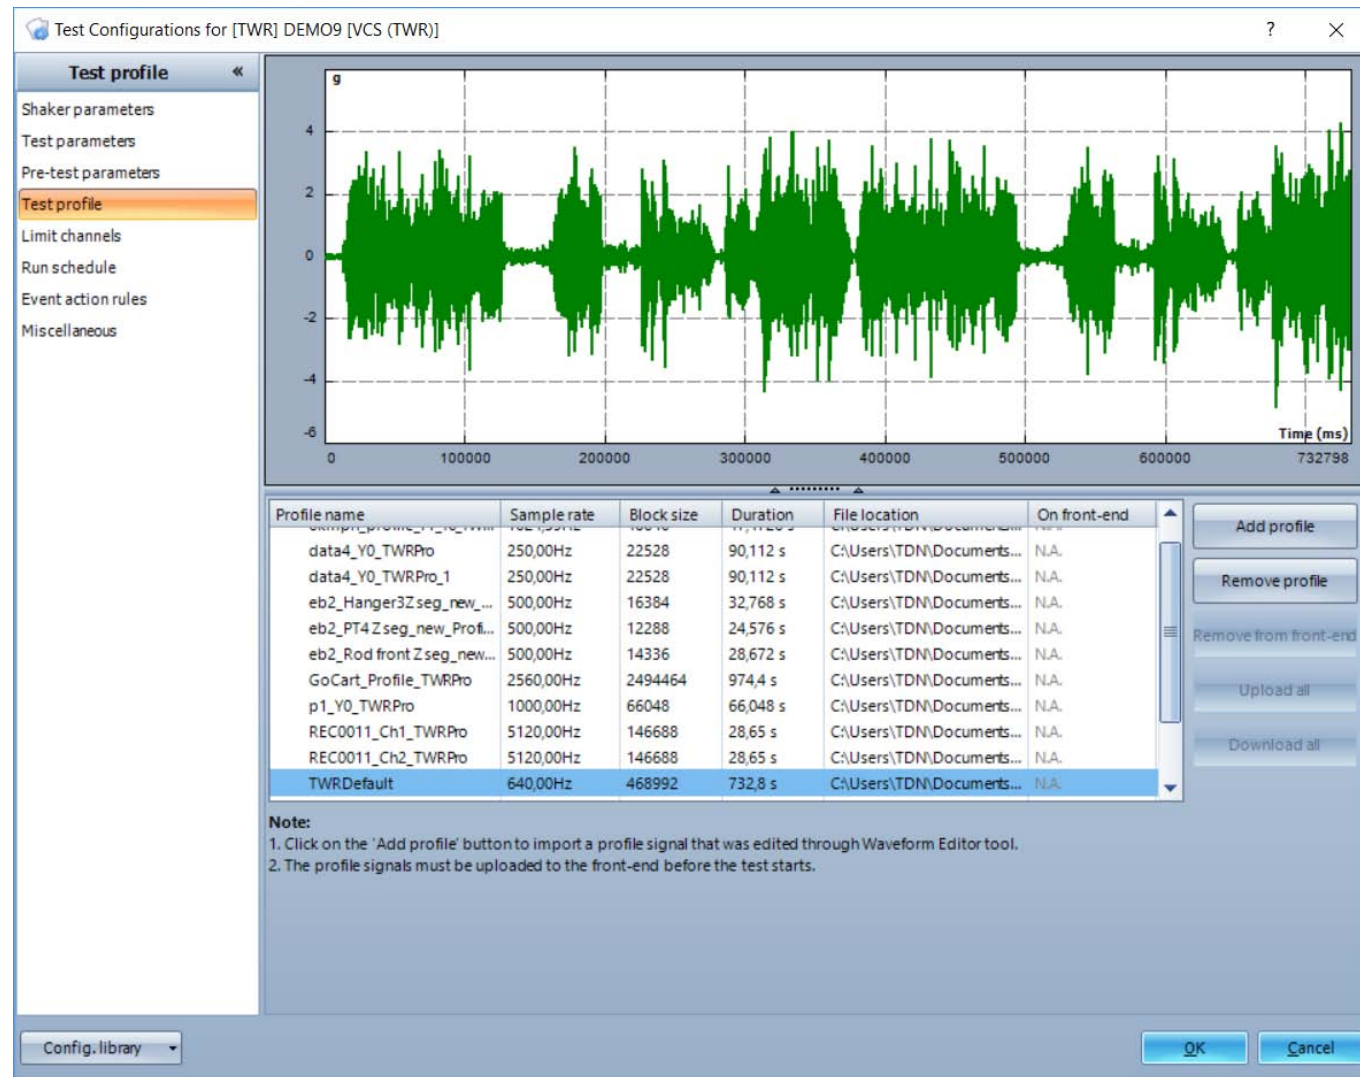 Test Configurations for [TWR] DEMO9 [VCS (TWR)] ? ×
Test profile «
Shaker parameters
Test parameters
Pre-test parameters
Test profile
Limit channels
Run schedule
Event action rules
Miscellaneous
g
4
2
0
-2
-4
-6
Time (ms)
0 100000 200000 300000 400000 500000 600000 732798
Profile name Sample rate Block size Duration File location On front-end
data4_Y0_TWRPro 250,00Hz 22528 90,112 s C:\Users\TDN\Documents... N.A.
data4_Y0_TWRPro_1 250,00Hz 22528 90,112 s C:\Users\TDN\Documents... N.A.
eb2_Hanger3Zseg_new_... 500,00Hz 16384 32,768 s C:\Users\TDN\Documents... N.A.
eb2_PT4Zseg_new_Profi... 500,00Hz 12288 24,576 s C:\Users\TDN\Documents... N.A.
eb2_Rod front Zseg_new... 500,00Hz 14336 28,672 s C:\Users\TDN\Documents... N.A.
GoCart_Profile_TWRPro 2560,00Hz 2494464 974,4 s C:\Users\TDN\Documents... N.A.
p1_Y0_TWRPro 1000,00Hz 66048 66,048 s C:\Users\TDN\Documents... N.A.
REC0011_Ch1_TWRPro 5120,00Hz 146688 28,65 s C:\Users\TDN\Documents... N.A.
REC0011_Ch2_TWRPro 5120,00Hz 146688 28,65 s C:\Users\TDN\Documents... N.A.
TWRDefault 640,00Hz 468992 732,8 s C:\Users\TDN\Documents... N.A.
Add profile
Remove profile
Remove from front-end
Upload all
Download all
Note:
1. Click on the 'Add profile' button to import a profile signal that was edited through Waveform Editor tool.
2. The profile signals must be uploaded to the front-end before the test starts.
Config. library
OK
Cancel